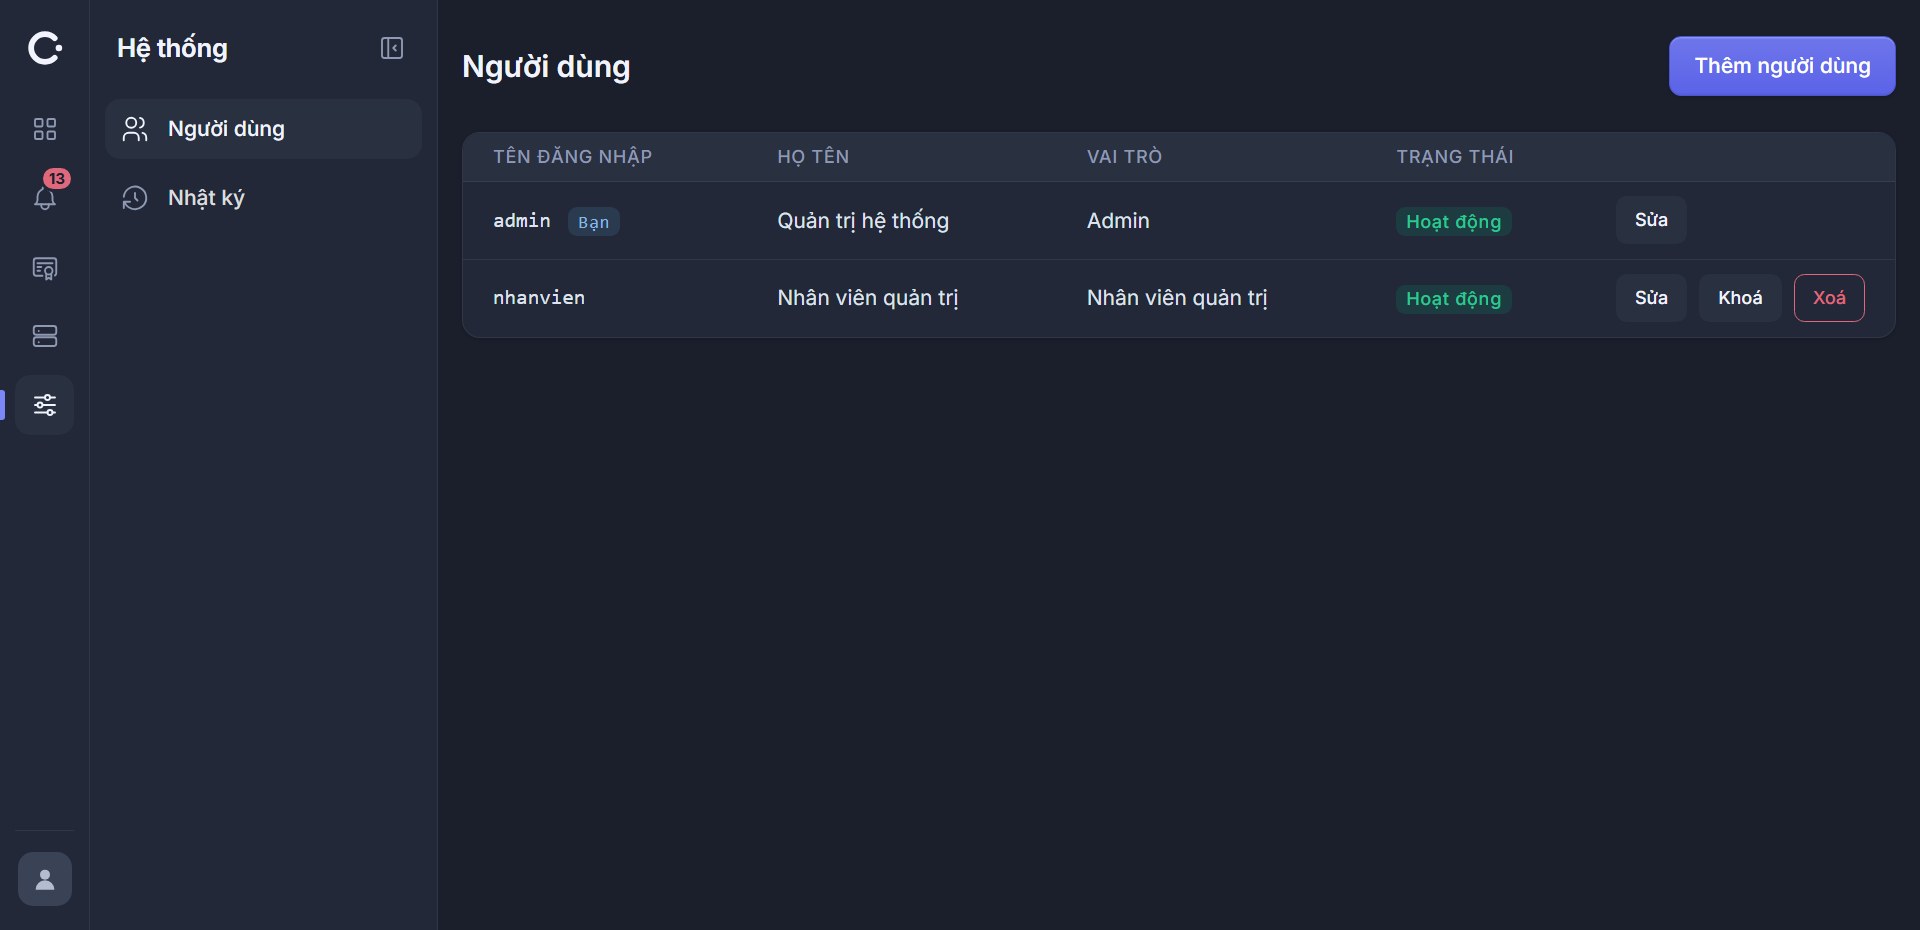 Hệ thống
Người dùng
Nhật ký
13
Người dùng
Thêm người dùng
TÊN ĐĂNG NHẬP HỌ TÊN VAI TRÒ TRẠNG THÁI
admin Bạn Quản trị hệ thống Admin Hoạt động Sửa
nhanvien Nhân viên quản trị Nhân viên quản trị Hoạt động Sửa Khoá Xoá